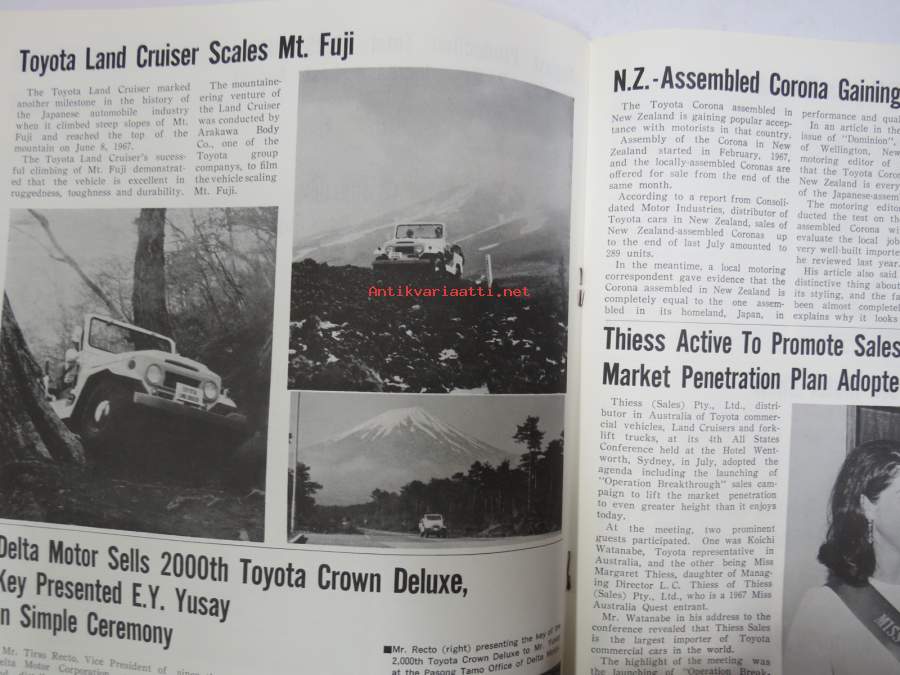 Toyota Land Cruiser Scales Mt. Fuji
The Toyota Land Cruiser marked
another milestone in the history of
the Japanese automobile industry
when it climbed steep slopes of Mt.
Fuji and reached the top of the
mountain on June 8, 1967.
The Toyota Land Cruiser's sucess-
ful climbing of Mt. Fuji demonstrat-
ed that the vehicle is excellent in
ruggedness, toughness and durability.
The mountaine-
ering venture of
the Land Cruiser
was conducted by
Arakawa Body
Co., one of the
Toyota group
companys, to film
the vehicle scaling
Mt. Fuji.
Antikvariaatti.net
Delta Motor Sells 2000th Toyota Crown Deluxe,
Key Presented E.Y. Yusay
in Simple Ceremony
Mr. Tirso Recto, Vice President of
Delta Motor Corporation
■Mr. Recto (right) presenting the key of the
2,000th Toyota Crown Deluxe to Mr. Yusay
at the Pasong Tamo Office of Delta Motor
N.Z.-Assembled Corona Gaining
The Toyota Corona assembled in
New Zealand is gaining popular accep-
tance with motorists in that country.
Assembly of the Corona in New
Zealand started in February, 1967,
and the locally-assembled Coronas are
offered for sale from the end of the
same month.
According to a report from Consoli-
dated Motor Industries, distributor of
Toyota cars in New Zealand, sales of
New Zealand-assembled Coronas up
to the end of last July amounted to
289 units.
In the meantime, a local motoring
correspondent gave evidence that the
Corona assembled in New Zealand is
completely equal to the one assem-
bled in its homeland, Japan, in
performance and qual
In an article in the
issue of "Dominion",
of Wellington, New
motoring editor of
that the Toyota Coron
New Zealand is every
of the Japanese-assem
The motoring editor
ducted the test on the
assembled Corona wi
evaluate the local job
very well-built importe
he reviewed last year.
His article also said
distinctive thing about
its styling, and the fa
been almost completel
explains why it looks
Thiess Active To Promote Sales
Market Penetration Plan Adopte
Thiess (Sales) Pty., Ltd., distri-
butor in Australia of Toyota commer-
cial vehicles, Land Cruisers and fork-
lift trucks, at its 4th All States
Conference held at the Hotel Went-
worth, Sydney, in July, adopted the
agenda including the launching of
"Operation Breakthrough" sales cam-
paign to lift the market penetration
to even greater height than it enjoys
today.
At the meeting, two prominent
guests participated. One was Koichi
Watanabe, Toyota representative in
Australia, and the other being Miss
Margaret Thiess, daughter of Manag-
ing Director L.C. Thiess of Thiess
(Sales) Pty., Ltd., who is a 1967 Miss
Australia Quest entrant.
Mr. Watanabe in his address to the
conference revealed that Thiess Sales
is the largest importer of Toyota
commercial cars in the world.
The highlight of the meeting was
the launching of "Operation Break-
MISS